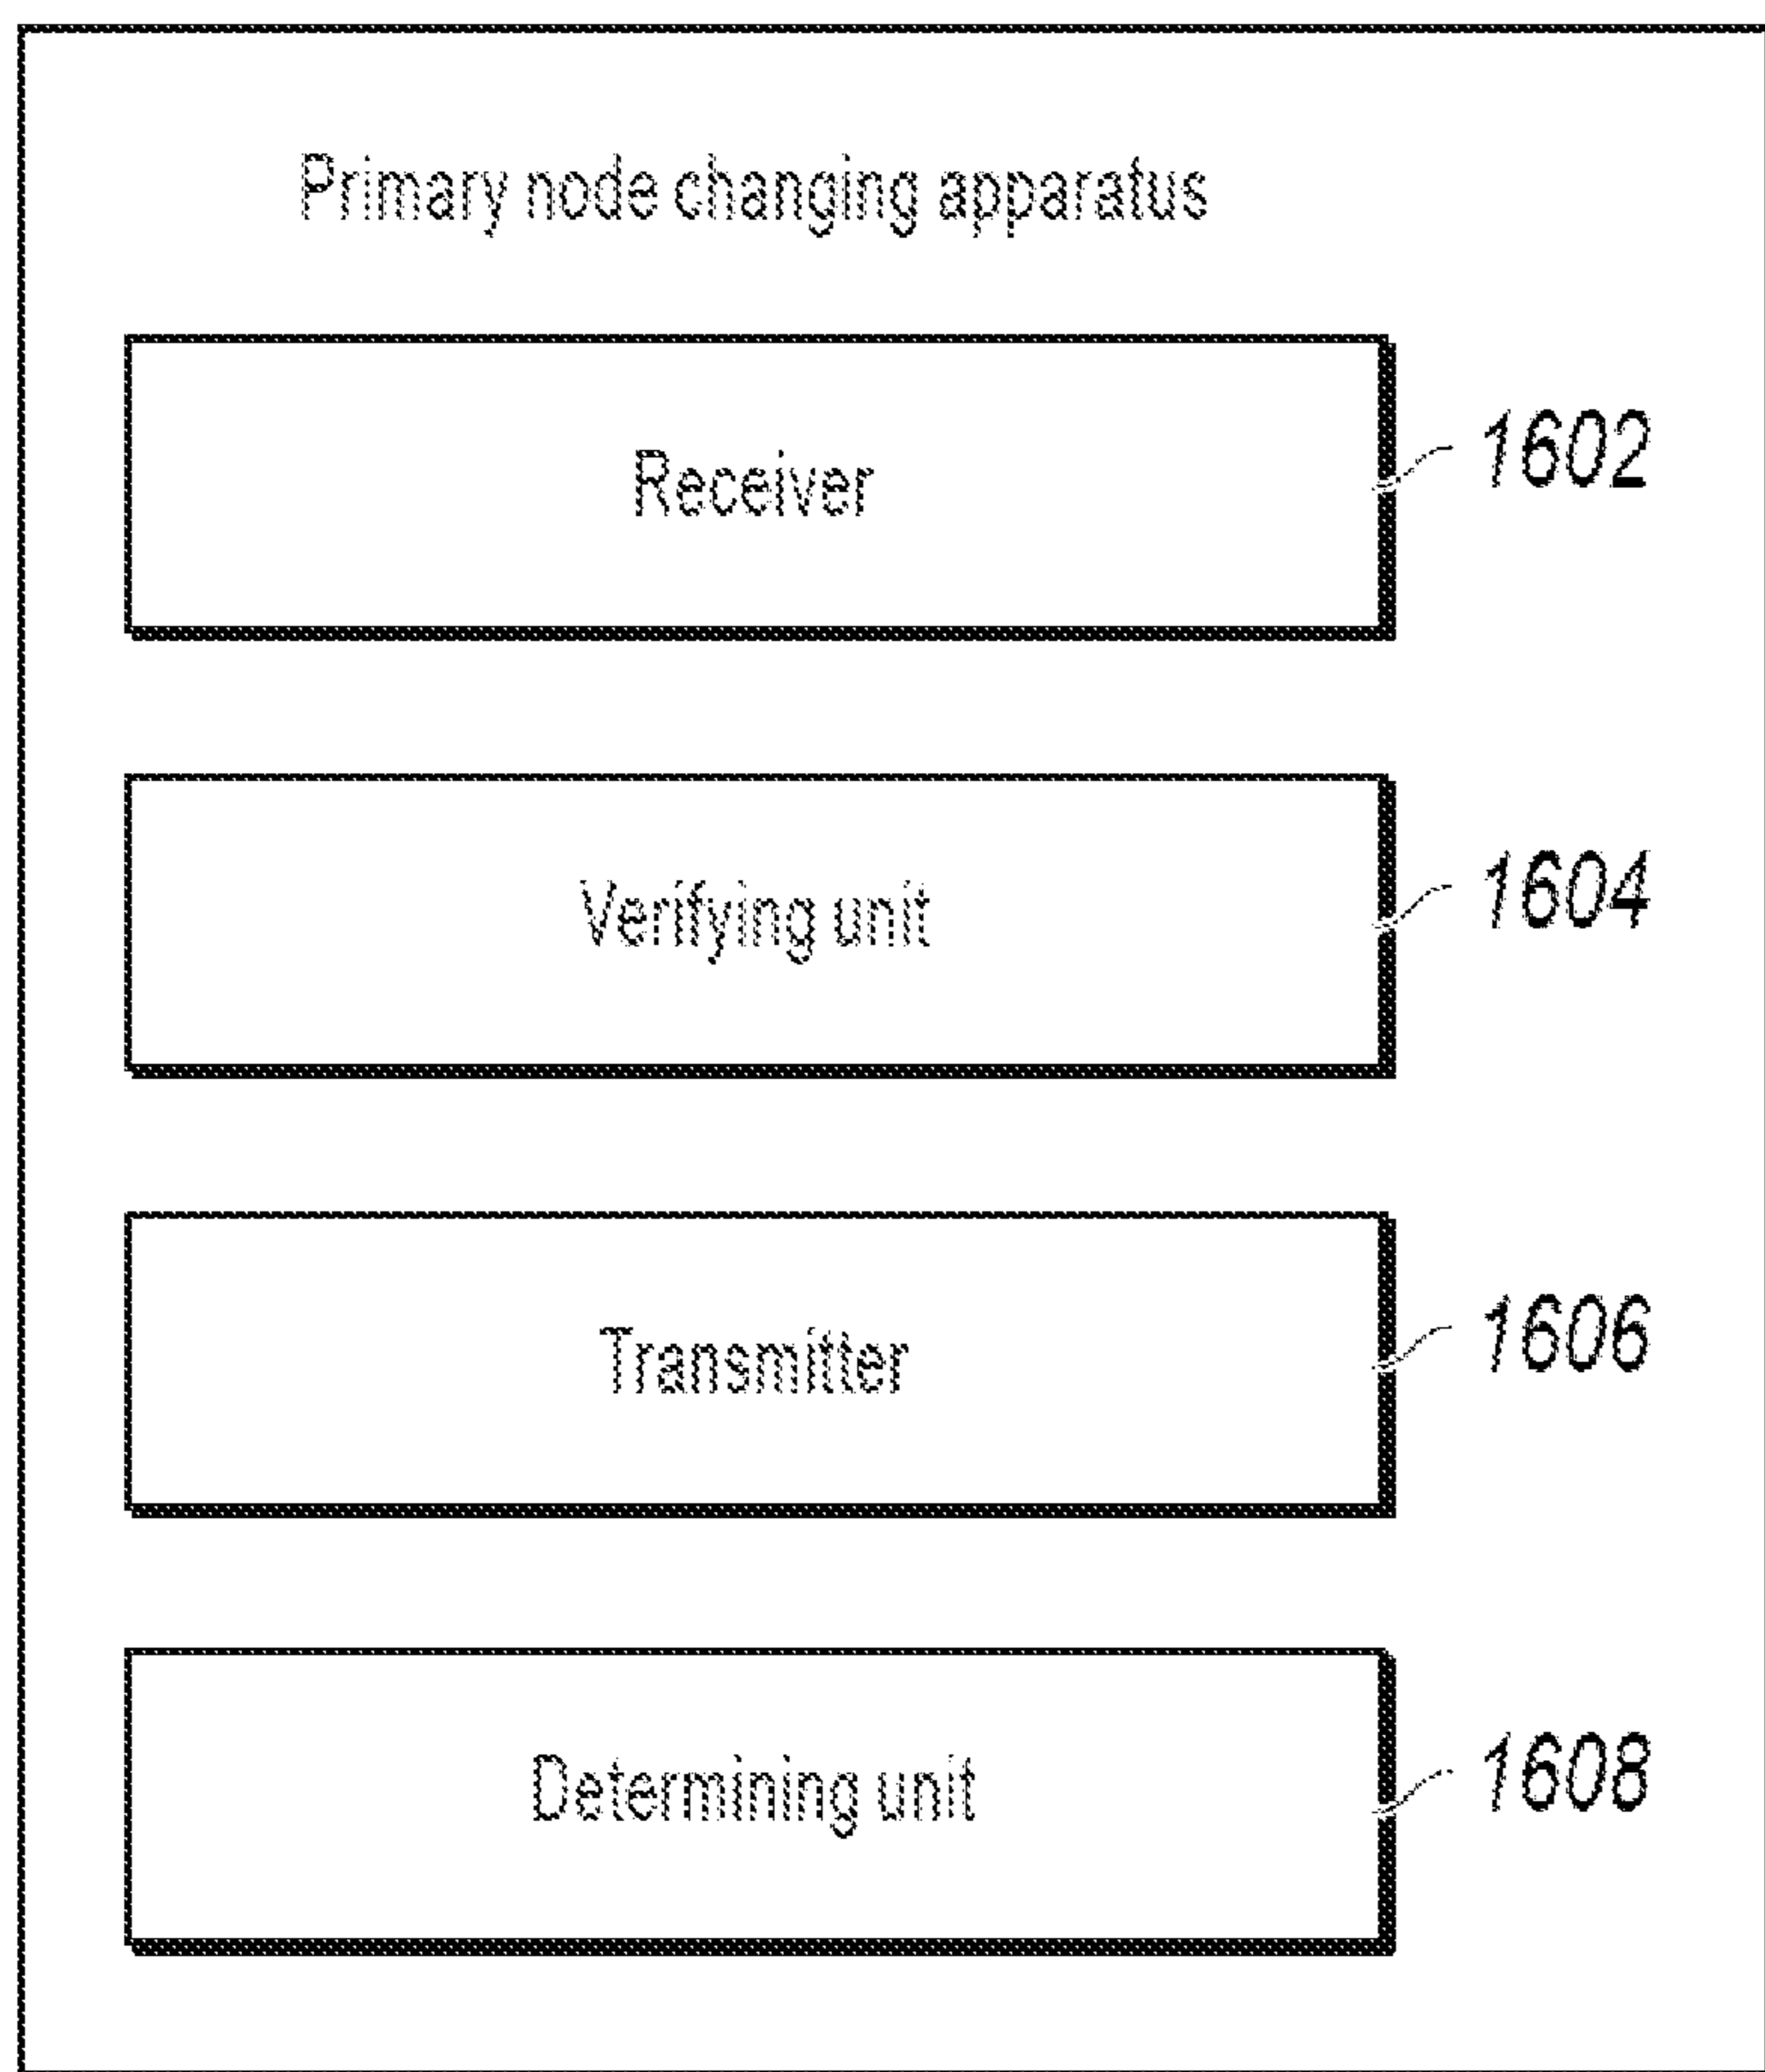 Primary node changing apparatus
Receiver
1602
Verifying unit
1604
Transmitter
1606
Determining unit
1608